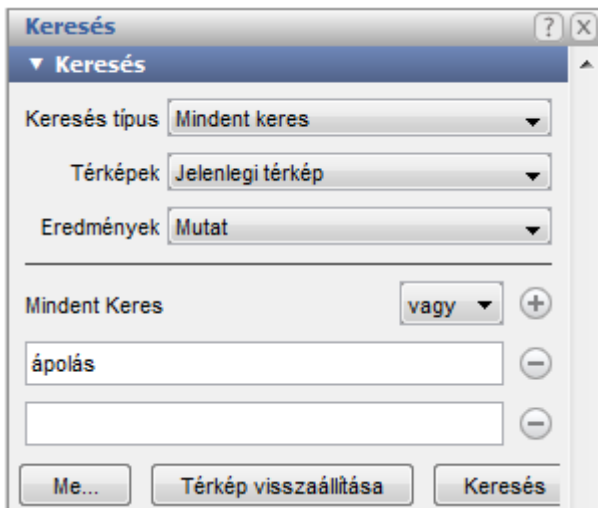 Keresés ? X
▼ Keresés
Keresés típus Mindent keres
Térképek Jelenlegi térkép
Eredmények Mutat
Mindent Keres vagy
ápolás
Me... Térkép visszaállítása Keresés